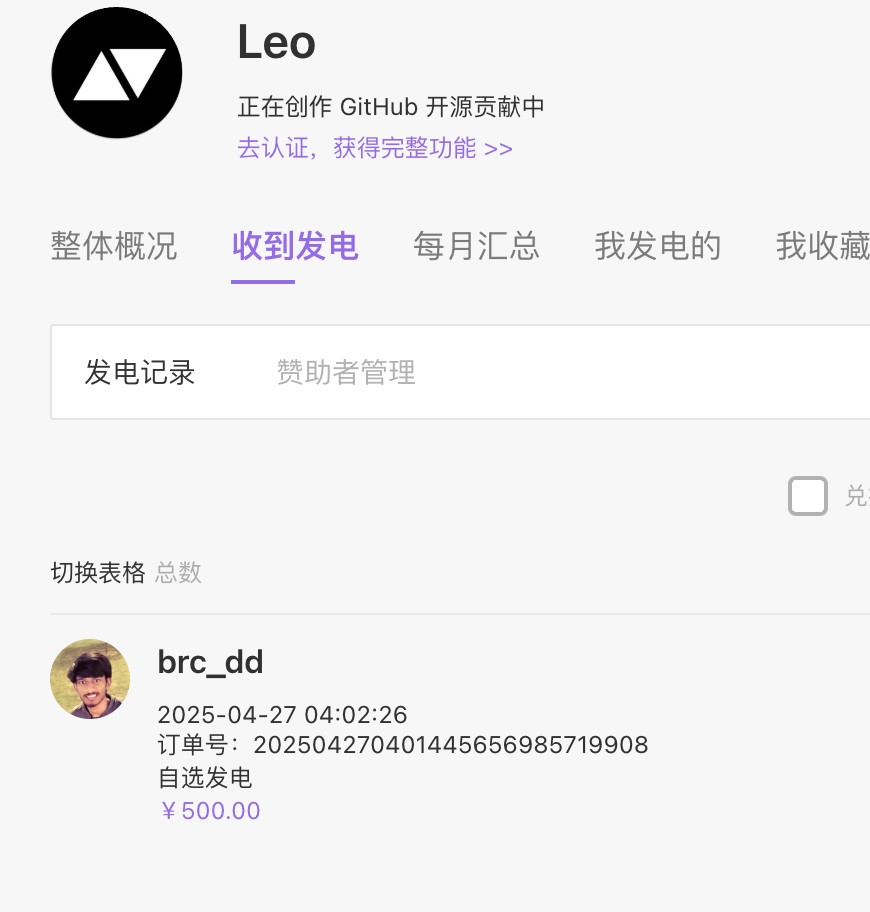 Leo
正在创作 GitHub 开源贡献中
去认证，获得完整功能 >>
整体概况 收到发电 每月汇总 我发电的 我收藏
发电记录 赞助者管理
兑
切换表格 总数
brc_dd
2025-04-27 04:02:26
订单号：202504270401445656985719908
自选发电
￥500.00